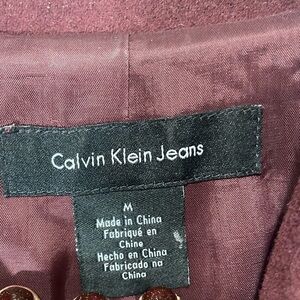 Calvin Klein Jeans
M
Made in China
Fabriqué en
Chine
Hecho en China
Fabricado na
China